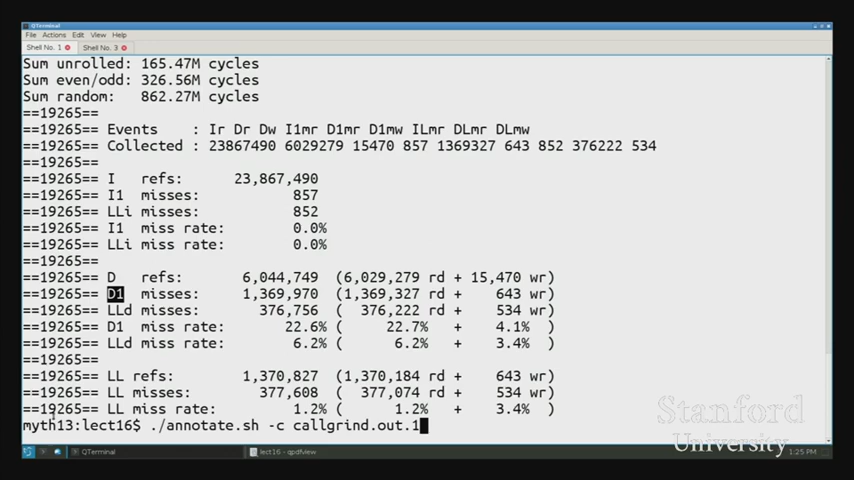 QTerminal
File Actions Edit View Help
Shell No. 1 Shell No. 3
Sum unrolled: 165.47M cycles
Sum even/odd: 326.56M cycles
Sum random: 862.27M cycles
==19265==
==19265== Events : Ir Dr Dw I1mr D1mr D1mw ILmr DLmr DLmw
==19265== Collected : 23867490 6029279 15470 857 1369327 643 852 376222 534
==19265==
==19265== I refs: 23,867,490
==19265== I1 misses: 857
==19265== LLi misses: 852
==19265== I1 miss rate: 0.0%
==19265== LLi miss rate: 0.0%
==19265==
==19265== D refs: 6,044,749 (6,029,279 rd + 15,470 wr)
==19265== D1 misses: 1,369,970 (1,369,327 rd + 643 wr)
==19265== LLd misses: 376,756 ( 376,222 rd + 534 wr)
==19265== D1 miss rate: 22.6% ( 22.7% + 4.1% )
==19265== LLd miss rate: 6.2% ( 6.2% + 3.4% )
==19265==
==19265== LL refs: 1,370,827 (1,370,184 rd + 643 wr)
==19265== LL misses: 377,608 ( 377,074 rd + 534 wr)
==19265== LL miss rate: 1.2% ( 1.2% + 3.4% )
myth13:lect16$ ./annotate.sh -c callgrind.out.1
Stanford
University
QTerminal lect16 - qpdfview 1:25 PM